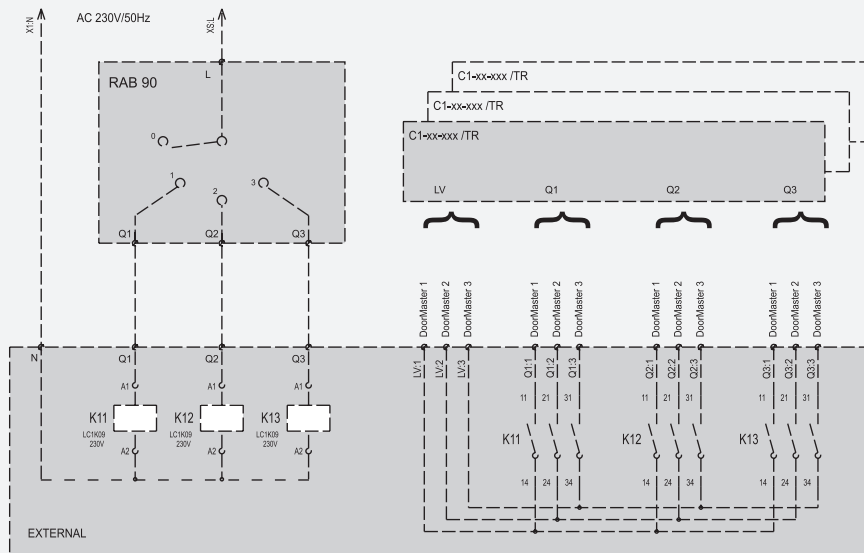 X1:N
AC 230V/50Hz
XS:L
L
RAB 90
0
1
2
3
Q1
Q2
Q3
C1-xx-xxx /TR
C1-xx-xxx /TR
C1-xx-xxx /TR
LV
Q1
Q2
Q3
DoorMaster 1
DoorMaster 2
DoorMaster 3
DoorMaster 1
DoorMaster 2
DoorMaster 3
DoorMaster 1
DoorMaster 2
DoorMaster 3
DoorMaster 1
DoorMaster 2
DoorMaster 3
N
Q1
Q2
Q3
LV:1
LV:2
LV:3
Q1:1
Q1:2
Q1:3
Q2:1
Q2:2
Q2:3
Q3:1
Q3:2
Q3:3
A1
A1
A1
K11
LC1K09
230V
K12
LC1K09
230V
K13
LC1K09
230V
A2
A2
A2
11
21
31
11
21
31
11
21
31
K11
K12
K13
14
24
34
14
24
34
14
24
34
EXTERNAL